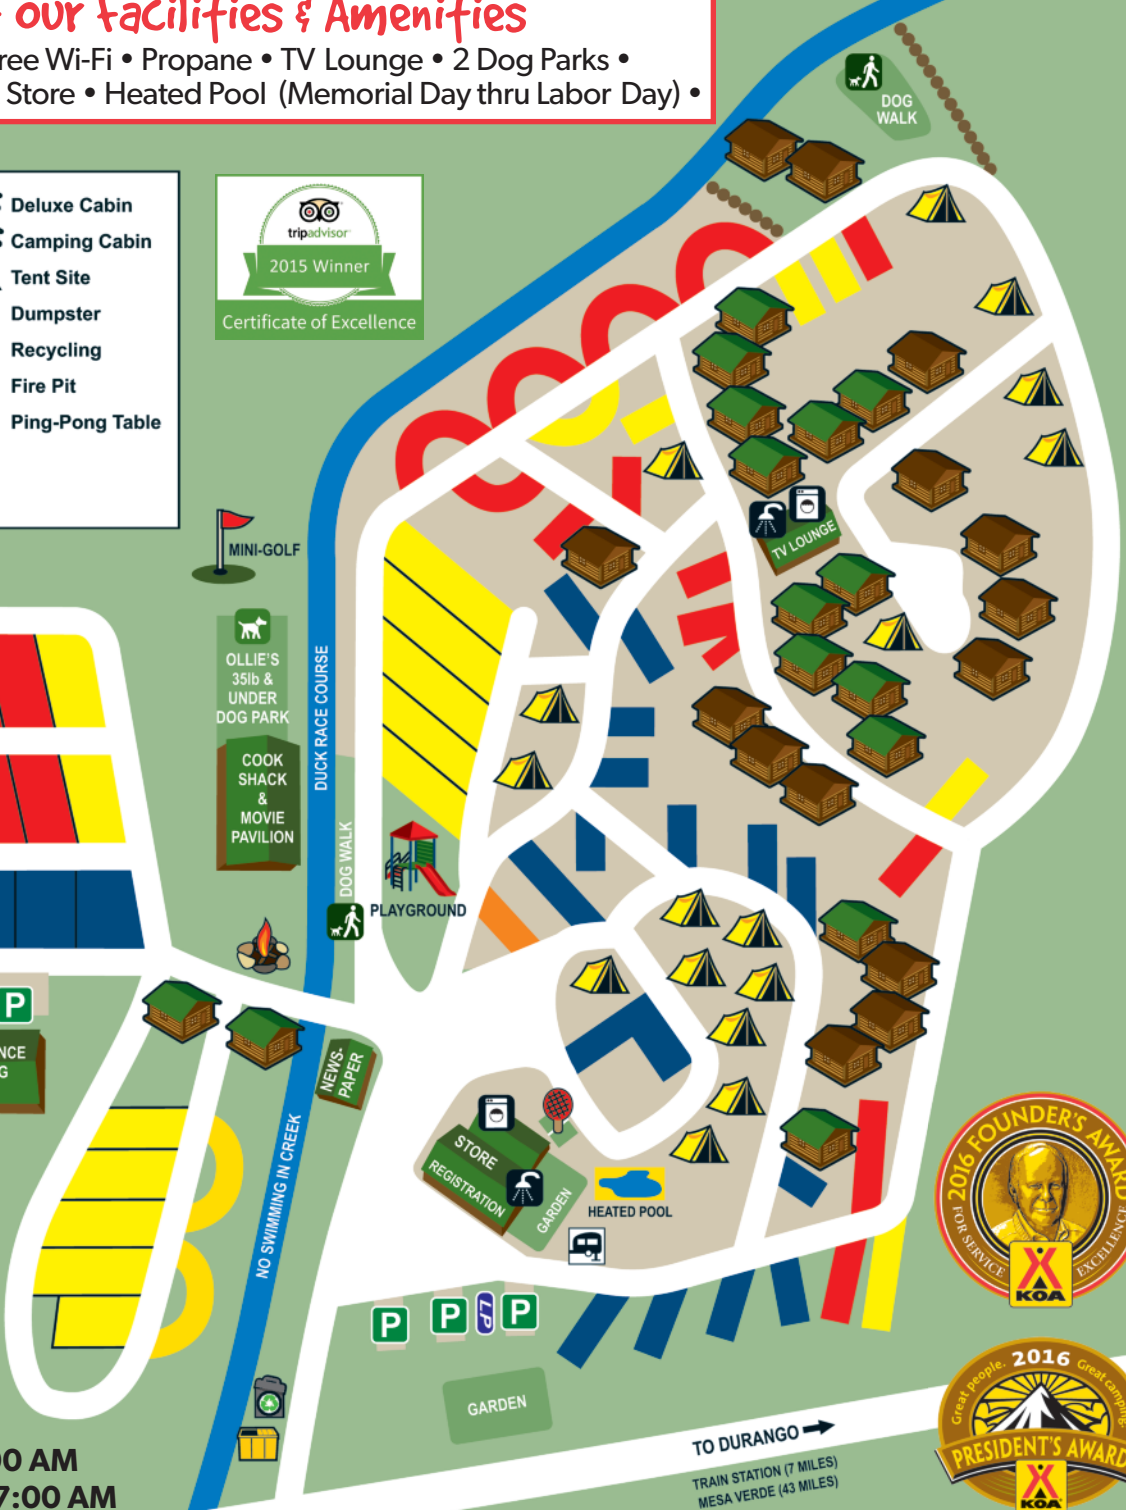 our Facilities & Amenities
ree Wi-Fi • Propane • TV Lounge • 2 Dog Parks •
Store • Heated Pool (Memorial Day thru Labor Day) •
DOG
WALK
Deluxe Cabin
Camping Cabin
Tent Site
Dumpster
Recycling
Fire Pit
Ping-Pong Table
tripadvisor
2015 Winner
Certificate of Excellence
MINI-GOLF
TV LOUNGE
OLLIE'S
35lb &
UNDER
DOG PARK
DUCK RACE COURSE
COOK
SHACK
&
MOVIE
PAVILION
DOG WALK
PLAYGROUND
P
NCE
G
NEWS-
PAPER
NO SWIMMING IN CREEK
STORE
REGISTRATION
GARDEN
HEATED POOL
2016 FOUNDER'S AWARD
FOR SERVICE
EXCELLENCE
KOA
P
P
LP
P
GARDEN
TO DURANGO
TRAIN STATION (7 MILES)
MESA VERDE (43 MILES)
Great people. 2016 Great camping.
PRESIDENT'S AWARD
KOA
00 AM
7:00 AM